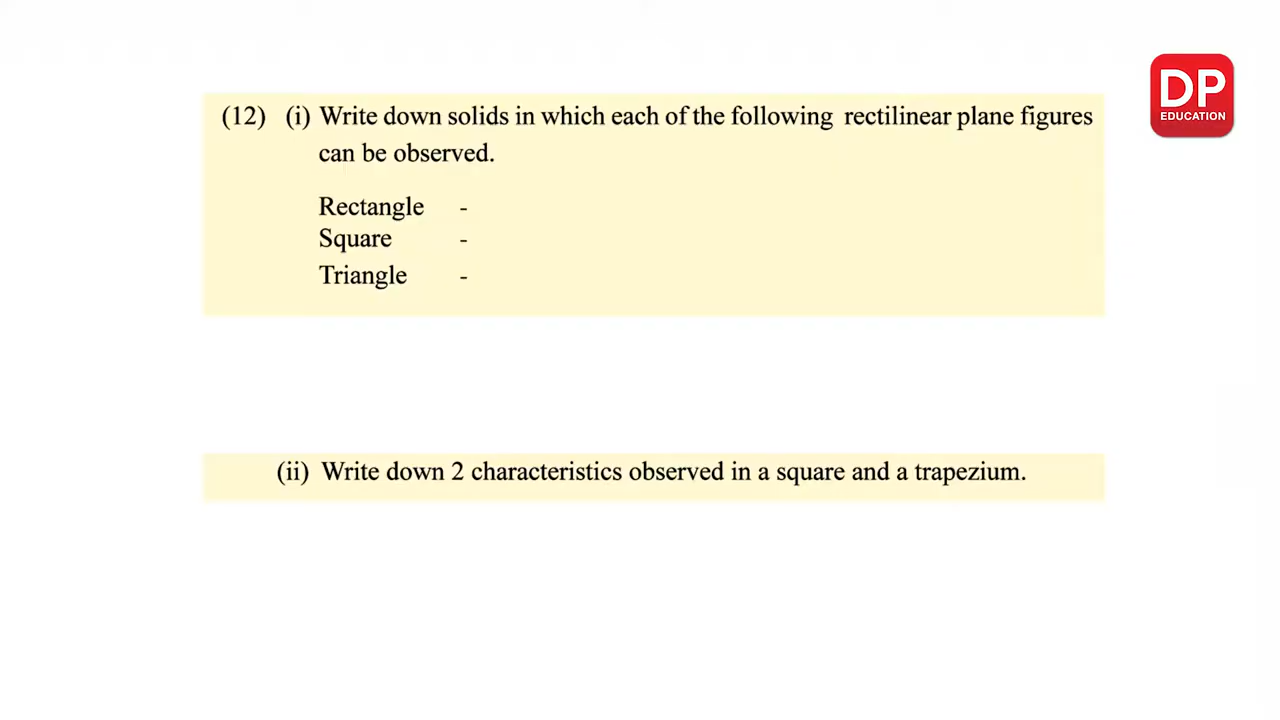 DP
EDUCATION
(12) (i) Write down solids in which each of the following rectilinear plane figures
can be observed.
Rectangle -
Square -
Triangle -
(ii) Write down 2 characteristics observed in a square and a trapezium.